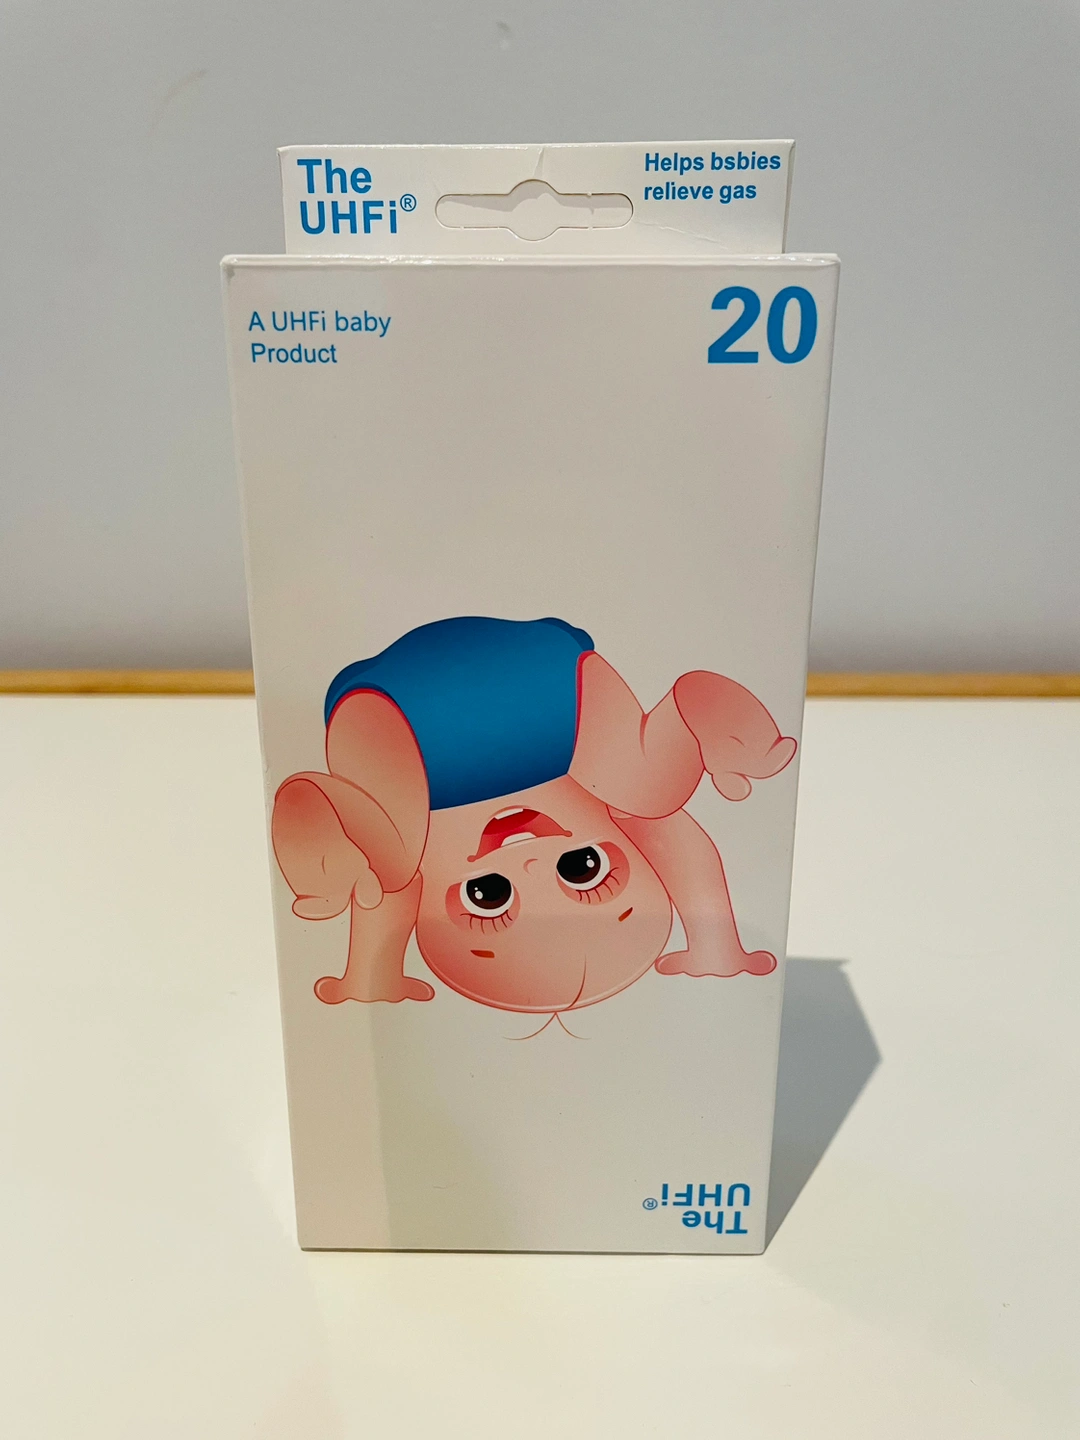 The
UHFi®
Helps bsbies
relieve gas
A UHFi baby
Product
20
The
UHFi®